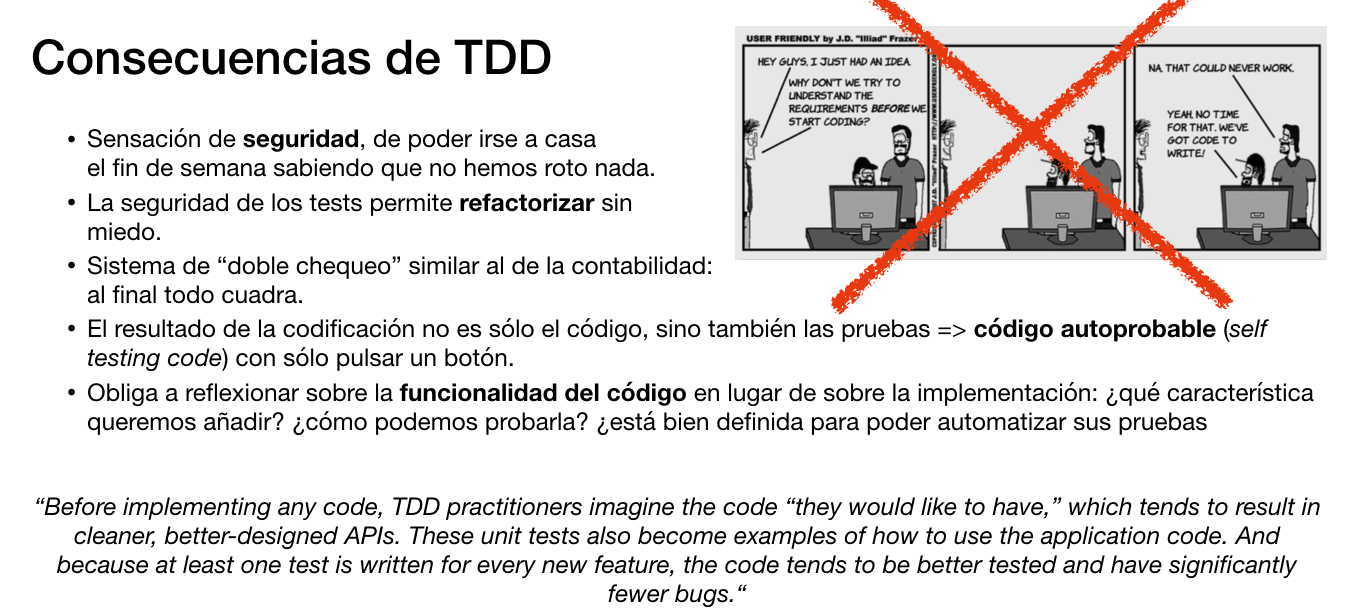 Consecuencias de TDD
USER FRIENDLY by J.D. "Illiad" Frazer
HEY GUYS, I JUST HAD AN IDEA.
WHY DON'T WE TRY TO
UNDERSTAND THE
REQUIREMENTS BEFORE WE
START CODING?
NA, THAT COULD NEVER WORK.
YEAH. NO TIME
FOR THAT. WE'VE
GOT CODE TO
WRITE!
• Sensación de seguridad, de poder irse a casa
el fin de semana sabiendo que no hemos roto nada.
• La seguridad de los tests permite refactorizar sin
miedo.
• Sistema de “doble chequeo” similar al de la contabilidad:
al final todo cuadra.
• El resultado de la codificación no es sólo el código, sino también las pruebas => código autoprobable (self
testing code) con sólo pulsar un botón.
• Obliga a reflexionar sobre la funcionalidad del código en lugar de sobre la implementación: ¿qué característica
queremos añadir? ¿cómo podemos probarla? ¿está bien definida para poder automatizar sus pruebas
“Before implementing any code, TDD practitioners imagine the code “they would like to have,” which tends to result in
cleaner, better-designed APIs. These unit tests also become examples of how to use the application code. And
because at least one test is written for every new feature, the code tends to be better tested and have significantly
fewer bugs.“